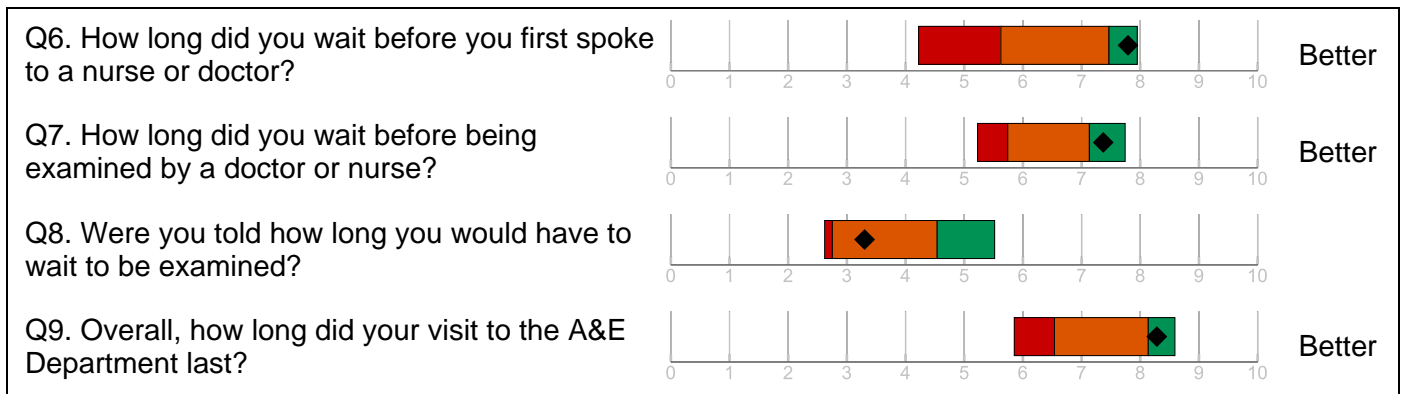 Q6. How long did you wait before you first spoke
to a nurse or doctor?
Better
0 1 2 3 4 5 6 7 8 9 10
Q7. How long did you wait before being
examined by a doctor or nurse?
Better
0 1 2 3 4 5 6 7 8 9 10
Q8. Were you told how long you would have to
wait to be examined?
0 1 2 3 4 5 6 7 8 9 10
Q9. Overall, how long did your visit to the A&E
Department last?
Better
0 1 2 3 4 5 6 7 8 9 10